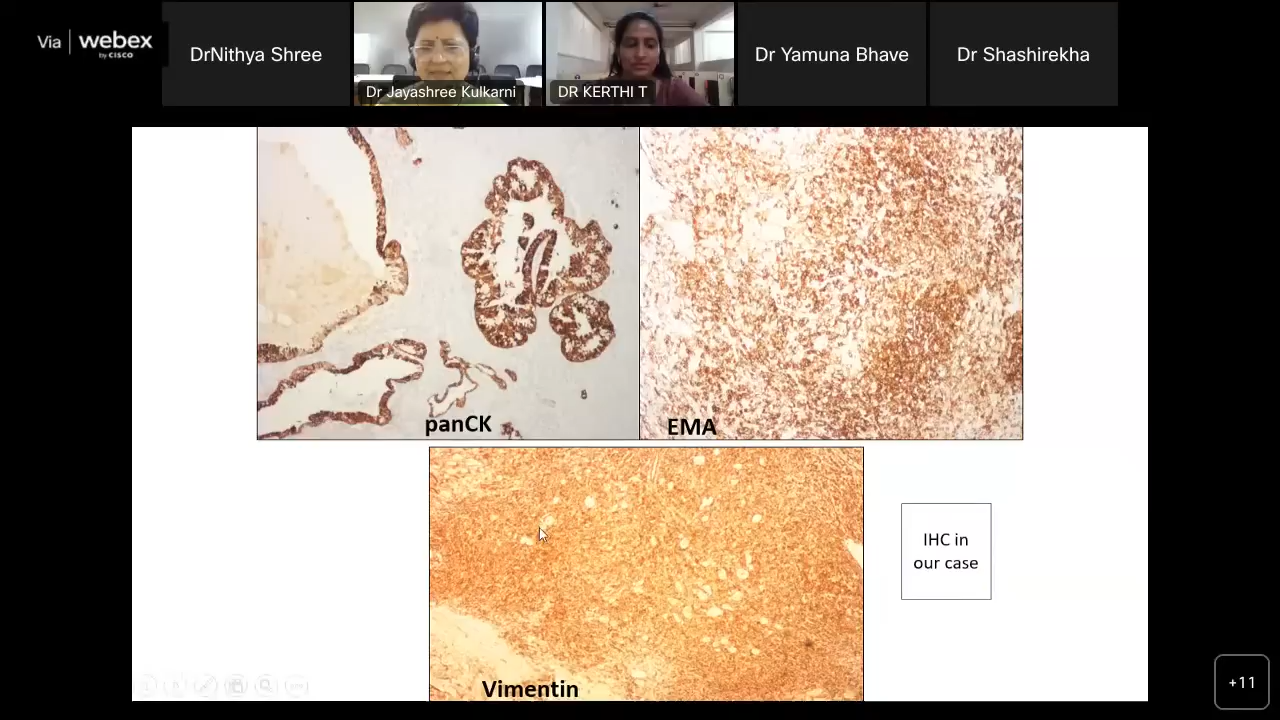 Via webex
by CISCO
DrNithya Shree
Dr Jayashree Kulkarni
DR KERTHI T
Dr Yamuna Bhave
Dr Shashirekha
panCK
EMA
Vimentin
IHC in
our case
+11